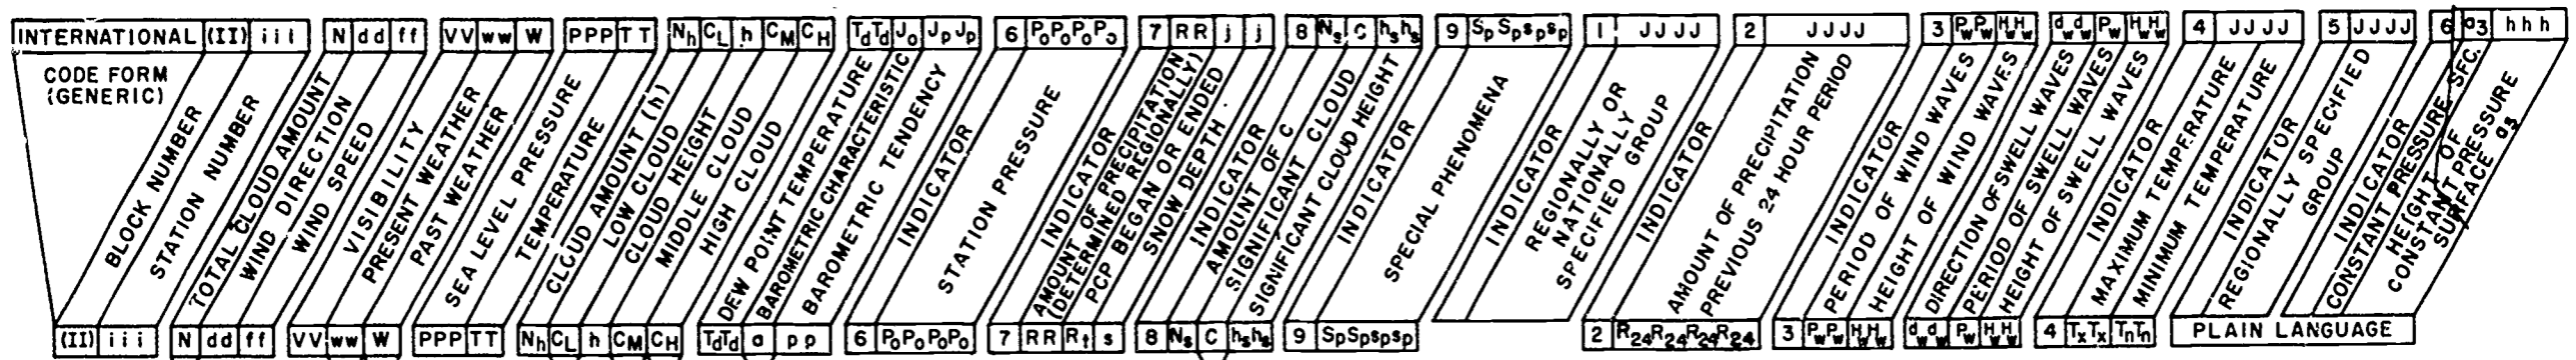 INTERNATIONAL (II) iii N dd ff VV ww W PPP TT Nh CL h CM CH TdTd Jo JpJp 6 PoPoPoPo 7 RR j j 8 Ns C hshs 9 SpSpspsp 1 JJJJ 2 JJJJ 3 PwPw HwHw dwdw Pw HwHw 4 JJJJ 5 JJJJ 6 a3 hhh
CODE FORM
(GENERIC)
BLOCK NUMBER
STATION NUMBER
TOTAL CLOUD AMOUNT
WIND DIRECTION
WIND SPEED
VISIBILITY
PRESENT WEATHER
PAST WEATHER
SEA LEVEL PRESSURE
TEMPERATURE
CLOUD AMOUNT (h)
LOW CLOUD
CLOUD HEIGHT
MIDDLE CLOUD
HIGH CLOUD
DEW POINT TEMPERATURE
BAROMETRIC CHARACTERISTIC
BAROMETRIC TENDENCY
INDICATOR
STATION PRESSURE
INDICATOR
AMOUNT OF PRECIPITATION
(DETERMINED REGIONALLY)
PCP BEGAN OR ENDED
SNOW DEPTH
INDICATOR
AMOUNT OF C
SIGNIFICANT CLOUD
SIGNIFICANT CLOUD HEIGHT
INDICATOR
SPECIAL PHENOMENA
INDICATOR
REGIONALLY OR
NATIONALLY
SPECIFIED GROUP
INDICATOR
AMOUNT OF PRECIPITATION
PREVIOUS 24 HOUR PERIOD
INDICATOR
PERIOD OF WIND WAVES
HEIGHT OF WIND WAVES
DIRECTION OF SWELL WAVES
PERIOD OF SWELL WAVES
HEIGHT OF SWELL WAVES
INDICATOR
MAXIMUM TEMPERATURE
MINIMUM TEMPERATURE
INDICATOR
REGIONALLY SPECIFIED
GROUP
INDICATOR
CONSTANT PRESSURE SFC.
HEIGHT OF
CONSTANT PRESSURE
SURFACE a3
(II) iii N dd ff VV ww W PPP TT Nh CL h CM CH TdTd a pp 6 PoPoPoPo 7 RR Rt s 8 Ns C hshs 9 SpSpspsp 2 R24R24R24R24 3 PwPw HwHw dwdw Pw HwHw 4 TxTx TnTn PLAIN LANGUAGE